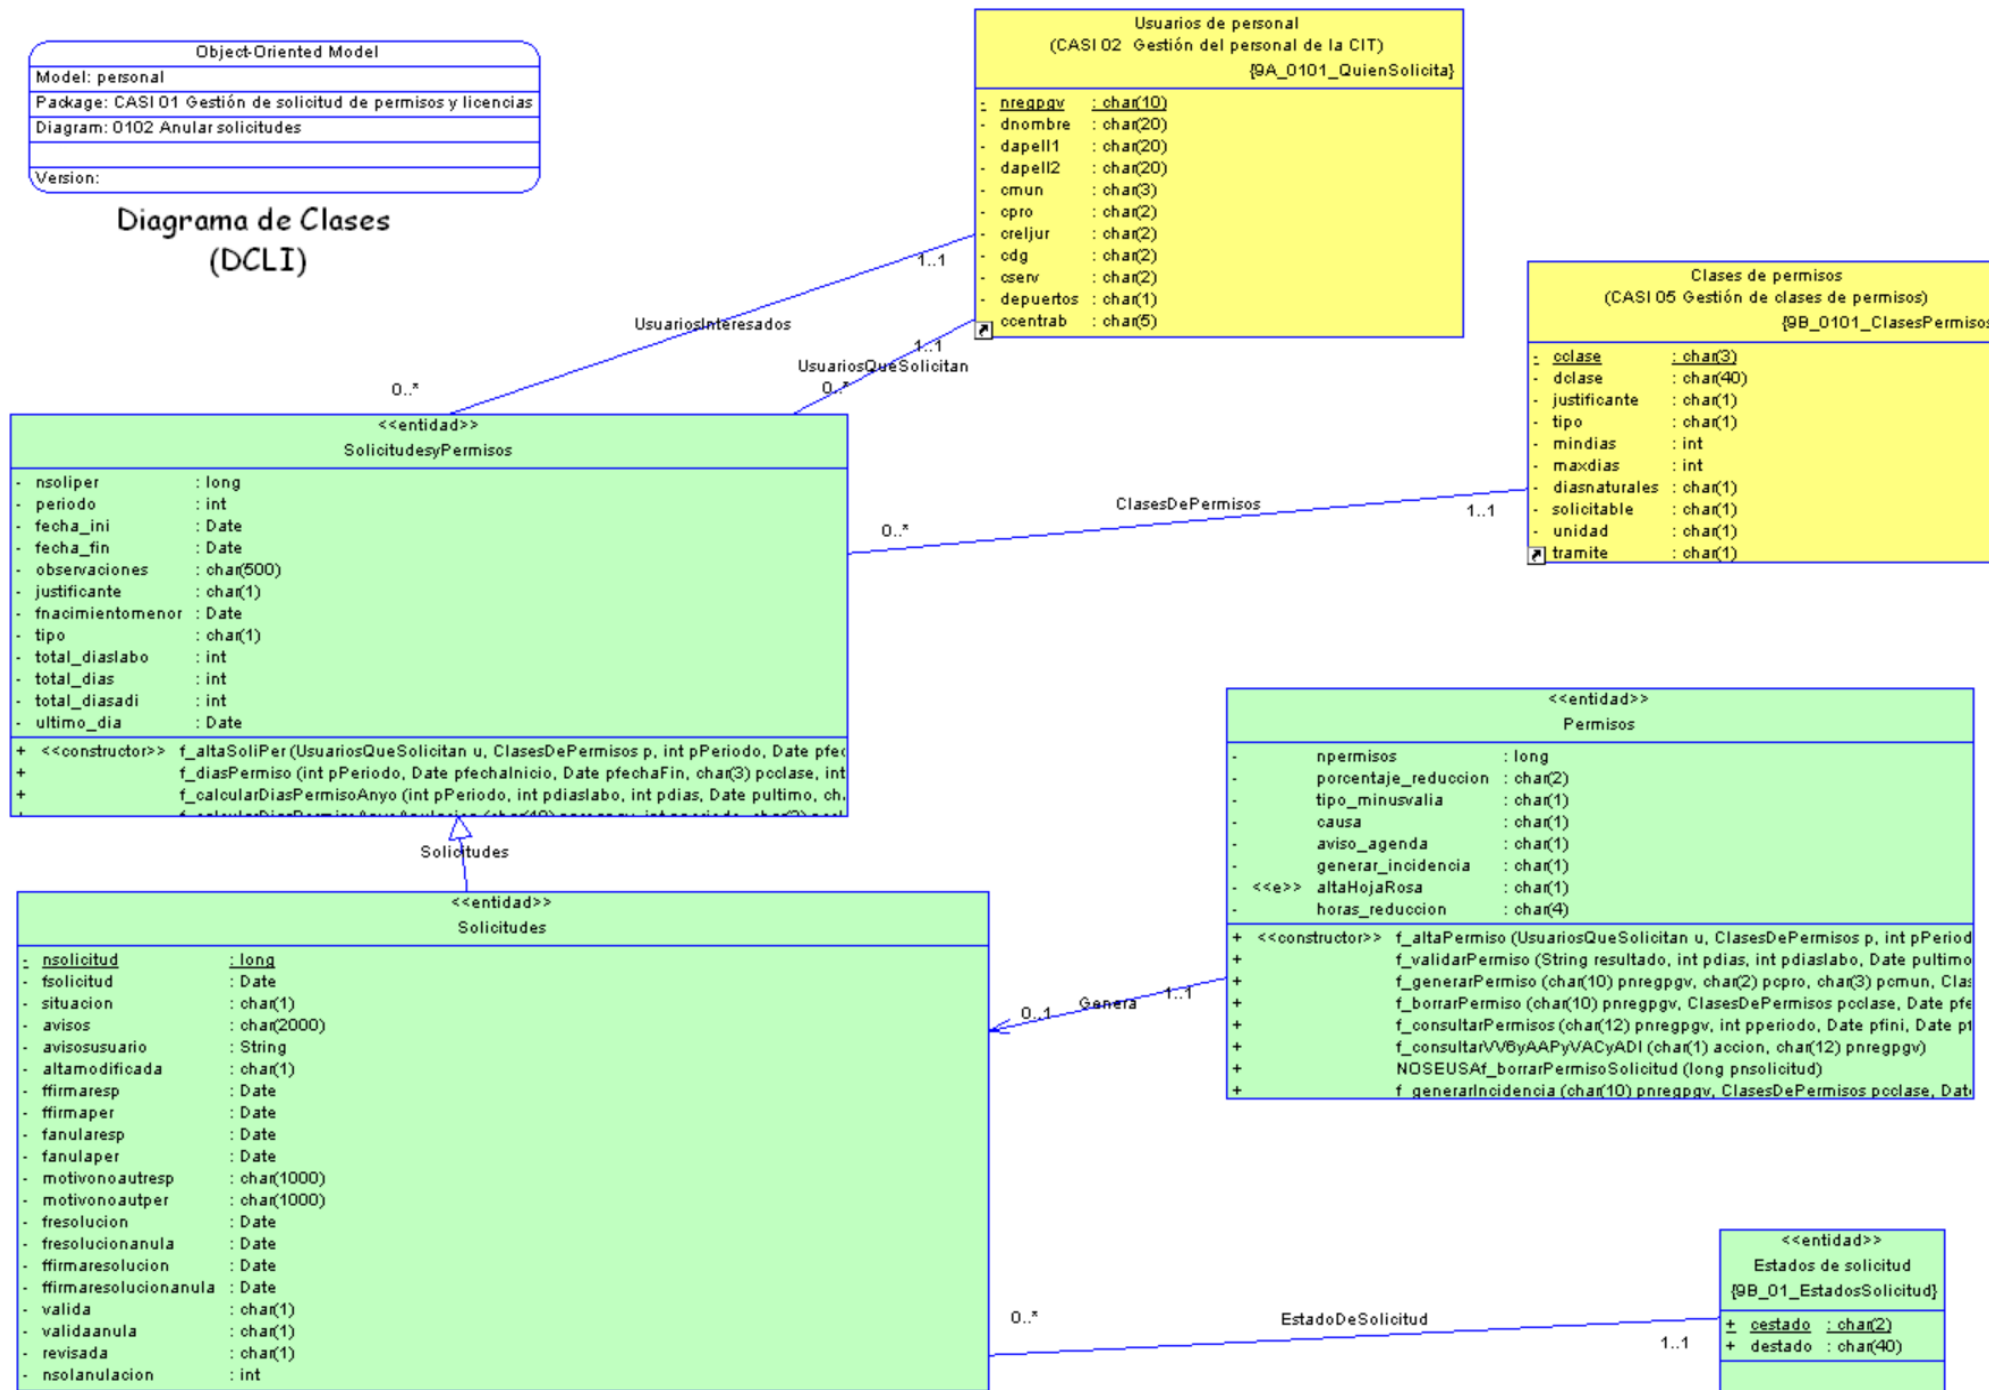 Object-Oriented Model
Model: personal
Package: CASI 01 Gestión de solicitud de permisos y licencias
Diagram: 0102 Anular solicitudes
Version:
Diagrama de Clases
(DCLI)
Usuarios de personal
(CASI 02 Gestión del personal de la CIT)
{9A_0101_QuienSolicita}
- nregpgv : char(10)
- dnombre : char(20)
- dapell1 : char(20)
- dapell2 : char(20)
- cmun : char(3)
- cpro : char(2)
- creljur : char(2)
- cdg : char(2)
- cserv : char(2)
- depuertos : char(1)
- ccentrab : char(5)
1..1
UsuariosInteresados
0..*
1..1
UsuariosQueSolicitan
0..*
Clases de permisos
(CASI 05 Gestión de clases de permisos)
{9B_0101_ClasesPermisos
- cclase : char(3)
- dclase : char(40)
- justificante : char(1)
- tipo : char(1)
- mindias : int
- maxdias : int
- diasnaturales : char(1)
- solicitable : char(1)
- unidad : char(1)
tramite : char(1)
ClasesDePermisos
0..*
1..1
<<entidad>>
SolicitudesyPermisos
- nsoliper : long
- periodo : int
- fecha_ini : Date
- fecha_fin : Date
- observaciones : char(500)
- justificante : char(1)
- fnacimientomenor : Date
- tipo : char(1)
- total_diaslabo : int
- total_dias : int
- total_diasadi : int
- ultimo_dia : Date
+ <<constructor>> f_altaSoliPer (UsuariosQueSolicitan u, ClasesDePermisos p, int pPeriodo, Date pfec
+ f_diasPermiso (int pPeriodo, Date pfechaInicio, Date pfechaFin, char(3) pcclase, int
+ f_calcularDiasPermisoAnyo (int pPeriodo, int pdiaslabo, int pdias, Date pultimo, ch
Solicitudes
<<entidad>>
Solicitudes
- nsolicitud : long
- fsolicitud : Date
- situacion : char(1)
- avisos : char(2000)
- avisosusuario : String
- altamodificada : char(1)
- ffirmaresp : Date
- ffirmaper : Date
- fanularesp : Date
- fanulaper : Date
- motivonoautresp : char(1000)
- motivonoautper : char(1000)
- fresolucion : Date
- fresolucionanula : Date
- ffirmaresolucion : Date
- ffirmaresolucionanula : Date
- valida : char(1)
- validaanula : char(1)
- revisada : char(1)
- nsolanulacion : int
<<entidad>>
Permisos
- npermisos : long
- porcentaje_reduccion : char(2)
- tipo_minusvalia : char(1)
- causa : char(1)
- aviso_agenda : char(1)
- generar_incidencia : char(1)
- <<e>> altaHojaRosa : char(1)
- horas_reduccion : char(4)
+ <<constructor>> f_altaPermiso (UsuariosQueSolicitan u, ClasesDePermisos p, int pPeriod
+ f_validarPermiso (String resultado, int pdias, int pdiaslabo, Date pultimo
+ f_generarPermiso (char(10) pnregpgv, char(2) pcpro, char(3) pcmun, Clas
+ f_borrarPermiso (char(10) pnregpgv, ClasesDePermisos pcclase, Date pfe
+ f_consultarPermisos (char(12) pnregpgv, int pperiodo, Date pfini, Date pf
+ f_consultarVV6yAAPyVACyADI (char(1) accion, char(12) pnregpgv)
+ NOSEUSAf_borrarPermisoSolicitud (long pnsolicitud)
+ f_generarIncidencia (char(10) pnregpgv, ClasesDePermisos pcclase, Dat
0..1
Genera
1..1
0..*
EstadoDeSolicitud
1..1
<<entidad>>
Estados de solicitud
{9B_01_EstadosSolicitud}
+ cestado : char(2)
+ destado : char(40)